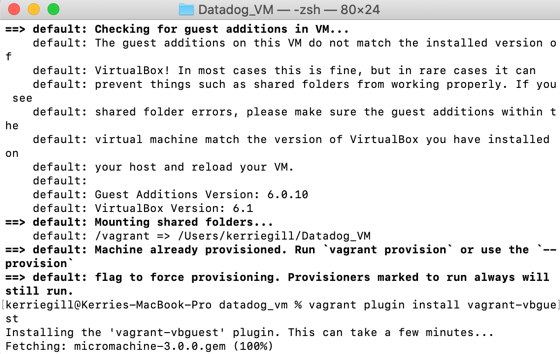 Datadog_VM — -zsh — 80×24
==> default: Checking for guest additions in VM...
    default: The guest additions on this VM do not match the installed version o
f
    default: VirtualBox! In most cases this is fine, but in rare cases it can
    default: prevent things such as shared folders from working properly. If you
 see
    default: shared folder errors, please make sure the guest additions within t
he
    default: virtual machine match the version of VirtualBox you have installed
on
    default: your host and reload your VM.
    default:
    default: Guest Additions Version: 6.0.10
    default: VirtualBox Version: 6.1
==> default: Mounting shared folders...
    default: /vagrant => /Users/kerriegill/Datadog_VM
==> default: Machine already provisioned. Run `vagrant provision` or use the `--
provision`
==> default: flag to force provisioning. Provisioners marked to run always will
still run.
[kerriegill@Kerries-MacBook-Pro datadog_vm % vagrant plugin install vagrant-vbgue]
st
Installing the 'vagrant-vbguest' plugin. This can take a few minutes...
Fetching: micromachine-3.0.0.gem (100%)